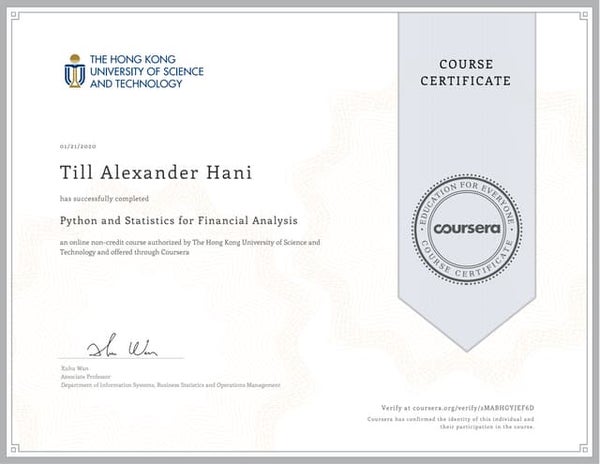 THE HONG KONG
UNIVERSITY OF SCIENCE
AND TECHNOLOGY
COURSE
CERTIFICATE
01/21/2020
Till Alexander Hani
has successfully completed
Python and Statistics for Financial Analysis
an online non-credit course authorized by The Hong Kong University of Science and
Technology and offered through Coursera
EDUCATION FOR EVERYONE
coursera
COURSE CERTIFICATE
Xuhu Wan
Associate Professor
Department of Information Systems, Business Statistics and Operations Management
Verify at coursera.org/verify/2MABHGYJEF6D
Coursera has confirmed the identity of this individual and
their participation in the course.